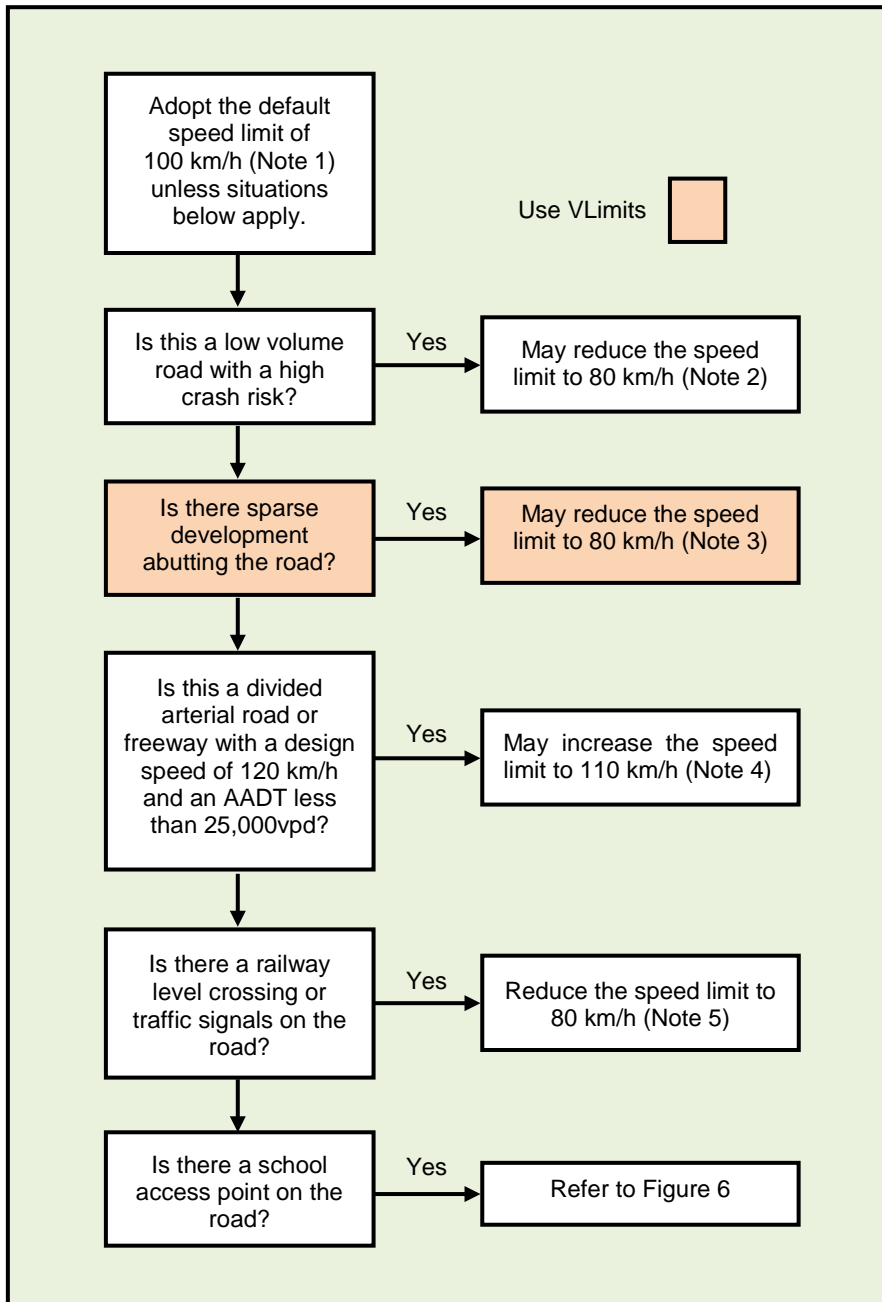 Adopt the default
speed limit of
100 km/h (Note 1)
unless situations
below apply.
Use VLimits
Is this a low volume
road with a high
crash risk?
Yes
May reduce the speed
limit to 80 km/h (Note 2)
Is there sparse
development
abutting the road?
Yes
May reduce the speed
limit to 80 km/h (Note 3)
Is this a divided
arterial road or
freeway with a design
speed of 120 km/h
and an AADT less
than 25,000vpd?
Yes
May increase the speed
limit to 110 km/h (Note 4)
Is there a railway
level crossing or
traffic signals on the
road?
Yes
Reduce the speed limit to
80 km/h (Note 5)
Is there a school
access point on the
road?
Yes
Refer to Figure 6